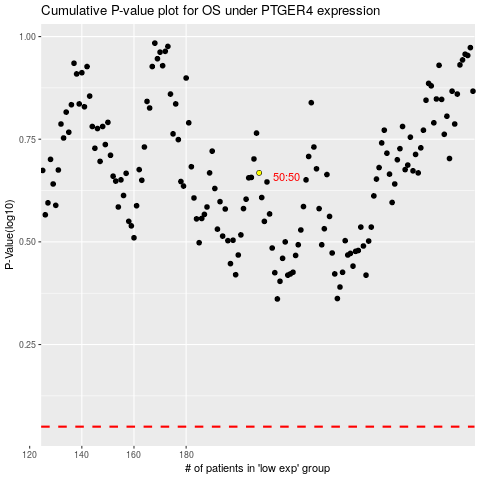 Cumulative P-value plot for OS under PTGER4 expression
1.00
0.75
0.50
0.25
P-Value(log10)
50:50
120 140 160 180
# of patients in 'low exp' group